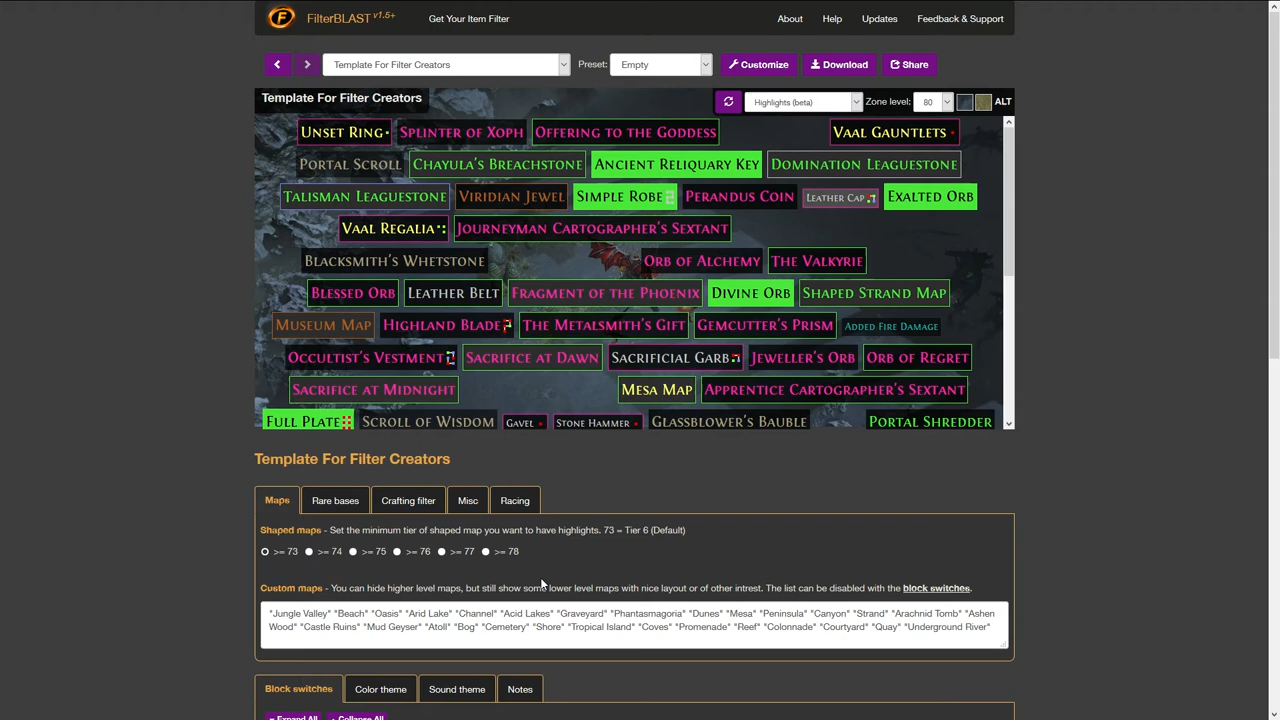 FilterBLAST v1.5+ Get Your Item Filter About Help Updates Feedback & Support
Template For Filter Creators Preset: Empty Customize Download Share
Template For Filter Creators Highlights (beta) Zone level: 80 ALT
Unset Ring Splinter of Xoph Offering to the Goddess Vaal Gauntlets
Portal Scroll Chayula's Breachstone Ancient Reliquary Key Domination Leaguestone
Talisman Leaguestone Viridian Jewel Simple Robe Perandus Coin Leather Cap Exalted Orb
Vaal Regalia Journeyman Cartographer's Sextant
Blacksmith's Whetstone Orb of Alchemy The Valkyrie
Blessed Orb Leather Belt Fragment of the Phoenix Divine Orb Shaped Strand Map
Museum Map Highland Blade The Metalsmith's Gift Gemcutter's Prism Added Fire Damage
Occultist's Vestment Sacrifice at Dawn Sacrificial Garb Jeweller's Orb Orb of Regret
Sacrifice at Midnight Mesa Map Apprentice Cartographer's Sextant
Full Plate Scroll of Wisdom Gavel Stone Hammer Glassblower's Bauble Portal Shredder
Template For Filter Creators
Maps Rare bases Crafting filter Misc Racing
Shaped maps - Set the minimum tier of shaped map you want to have highlights. 73 = Tier 6 (Default)
>= 73 >= 74 >= 75 >= 76 >= 77 >= 78
Custom maps - You can hide higher level maps, but still show some lower level maps with nice layout or of other intrest. The list can be disabled with the block switches.
"Jungle Valley" "Beach" "Oasis" "Arid Lake" "Channel" "Acid Lakes" "Graveyard" "Phantasmagoria" "Dunes" "Mesa" "Peninsula" "Canyon" "Strand" "Arachnid Tomb" "Ashen
Wood" "Castle Ruins" "Mud Geyser" "Atoll" "Bog" "Cemetery" "Shore" "Tropical Island" "Coves" "Promenade" "Reef" "Colonnade" "Courtyard" "Quay" "Underground River"
Block switches Color theme Sound theme Notes
Expand All Collapse All